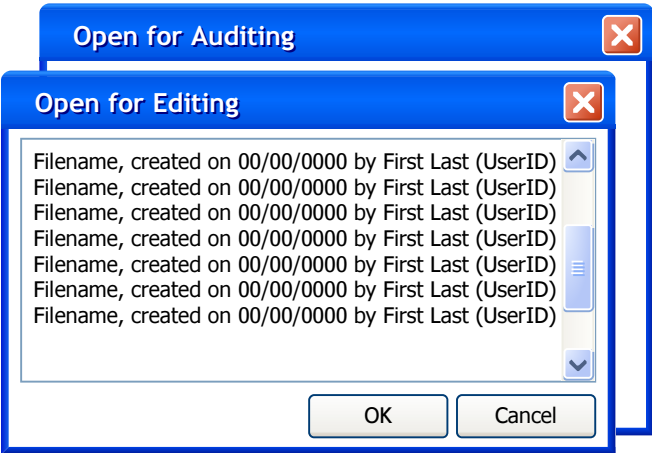 Open for Auditing
Open for Editing
Filename, created on 00/00/0000 by First Last (UserID)
Filename, created on 00/00/0000 by First Last (UserID)
Filename, created on 00/00/0000 by First Last (UserID)
Filename, created on 00/00/0000 by First Last (UserID)
Filename, created on 00/00/0000 by First Last (UserID)
Filename, created on 00/00/0000 by First Last (UserID)
Filename, created on 00/00/0000 by First Last (UserID)
OK Cancel